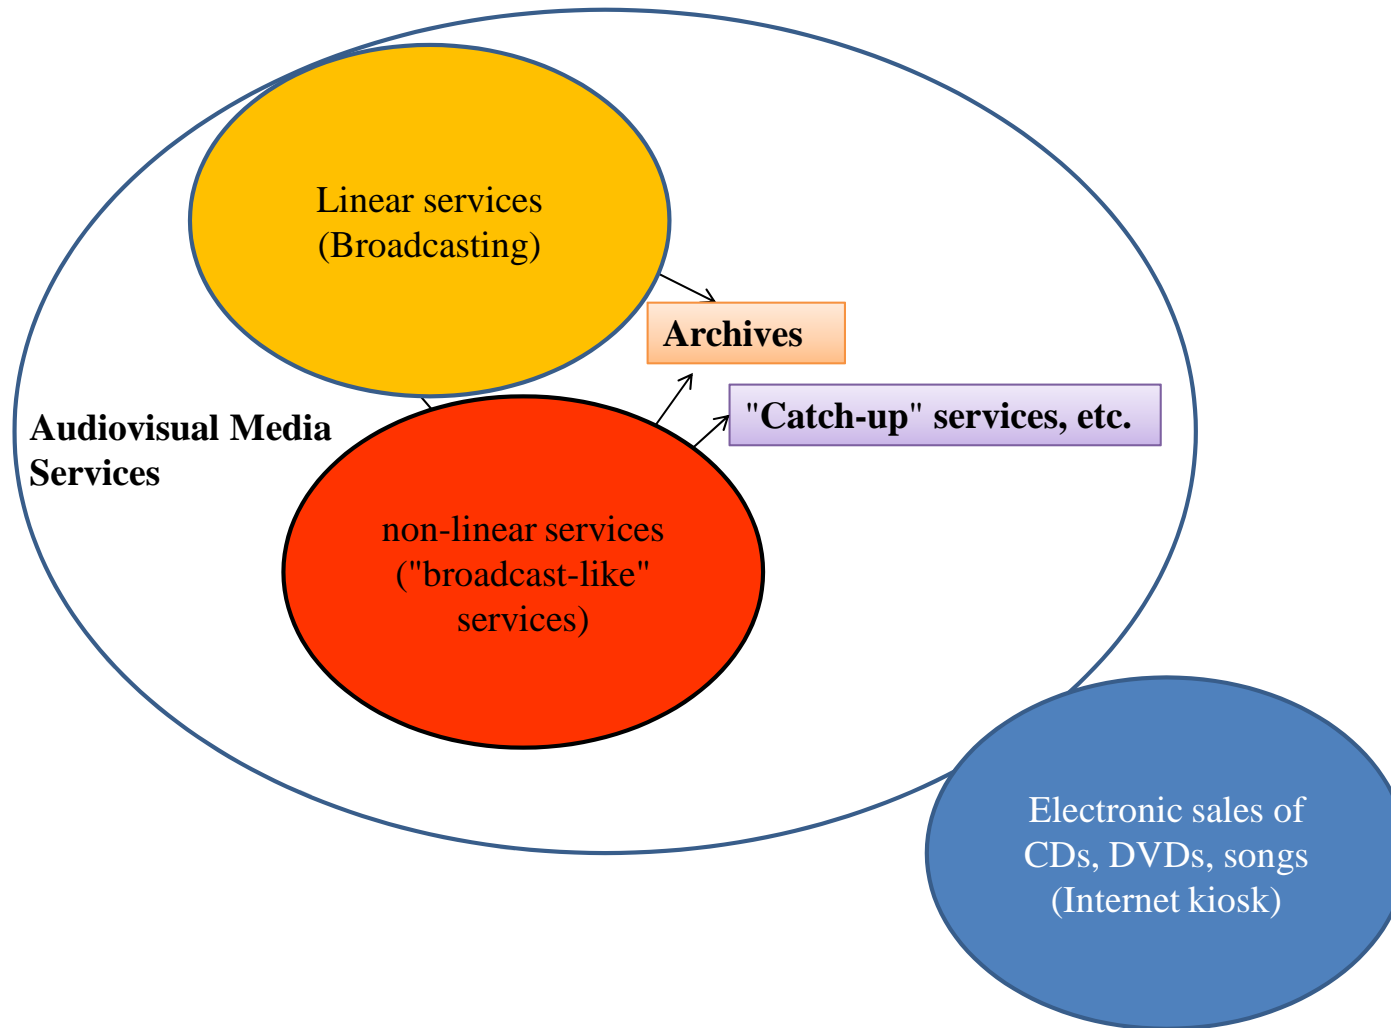 Linear services
(Broadcasting)
Archives
"Catch-up" services, etc.
Audiovisual Media
Services
non-linear services
("broadcast-like"
services)
Electronic sales of
CDs, DVDs, songs
(Internet kiosk)